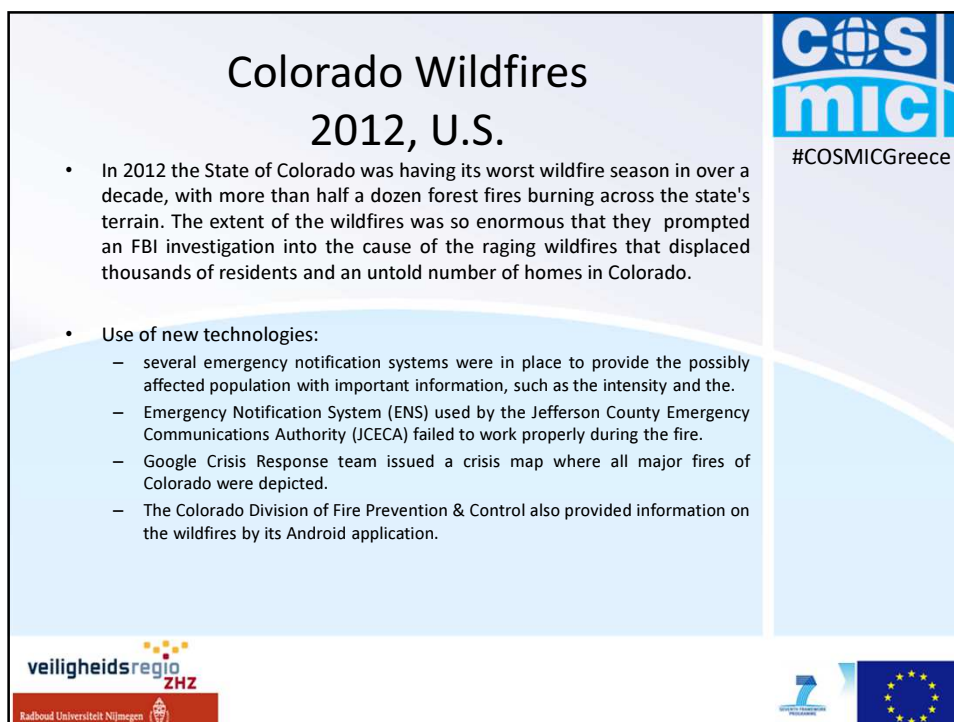 Colorado Wildfires
2012, U.S.
COSMIC
#COSMICGreece
• In 2012 the State of Colorado was having its worst wildfire season in over a
decade, with more than half a dozen forest fires burning across the state's
terrain. The extent of the wildfires was so enormous that they prompted
an FBI investigation into the cause of the raging wildfires that displaced
thousands of residents and an untold number of homes in Colorado.
• Use of new technologies:
– several emergency notification systems were in place to provide the possibly
affected population with important information, such as the intensity and the.
– Emergency Notification System (ENS) used by the Jefferson County Emergency
Communications Authority (JCECA) failed to work properly during the fire.
– Google Crisis Response team issued a crisis map where all major fires of
Colorado were depicted.
– The Colorado Division of Fire Prevention & Control also provided information on
the wildfires by its Android application.
veiligheidsregio
ZHZ
Radboud Universiteit Nijmegen
7
SEVENTH FRAMEWORK
PROGRAMME